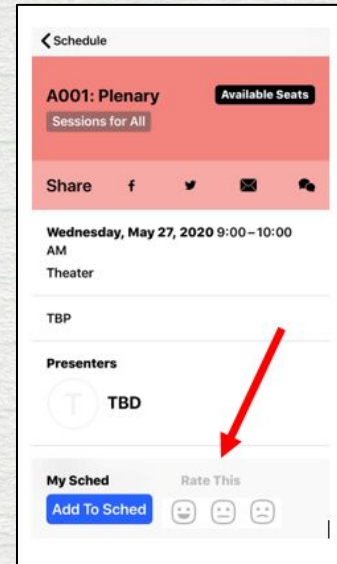 Schedule
A001: Plenary Available Seats
Sessions for All
Share
Wednesday, May 27, 2020 9:00–10:00
AM
Theater
TBP
Presenters
T TBD
My Sched Rate This
Add To Sched